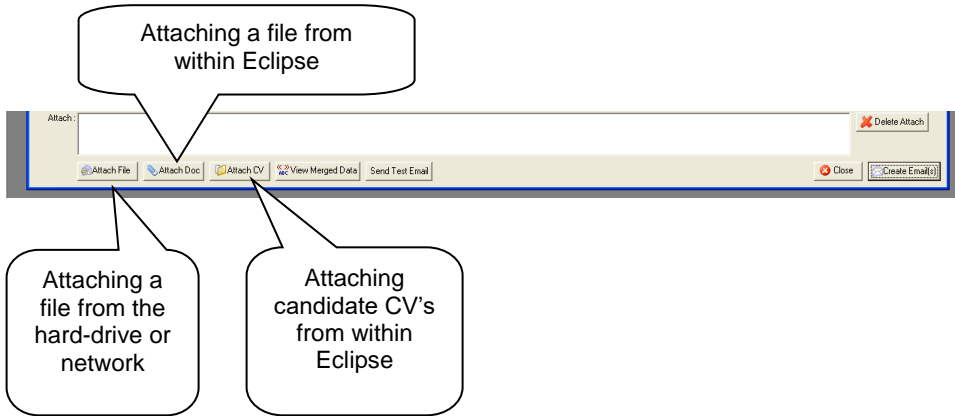 Attaching a file from
within Eclipse
Attach :
Delete Attach
Attach File
Attach Doc
Attach CV
«»
ABC
View Merged Data
Send Test Email
Close
Create Email(s)
Attaching a
file from the
hard-drive or
network
Attaching
candidate CV's
from within
Eclipse